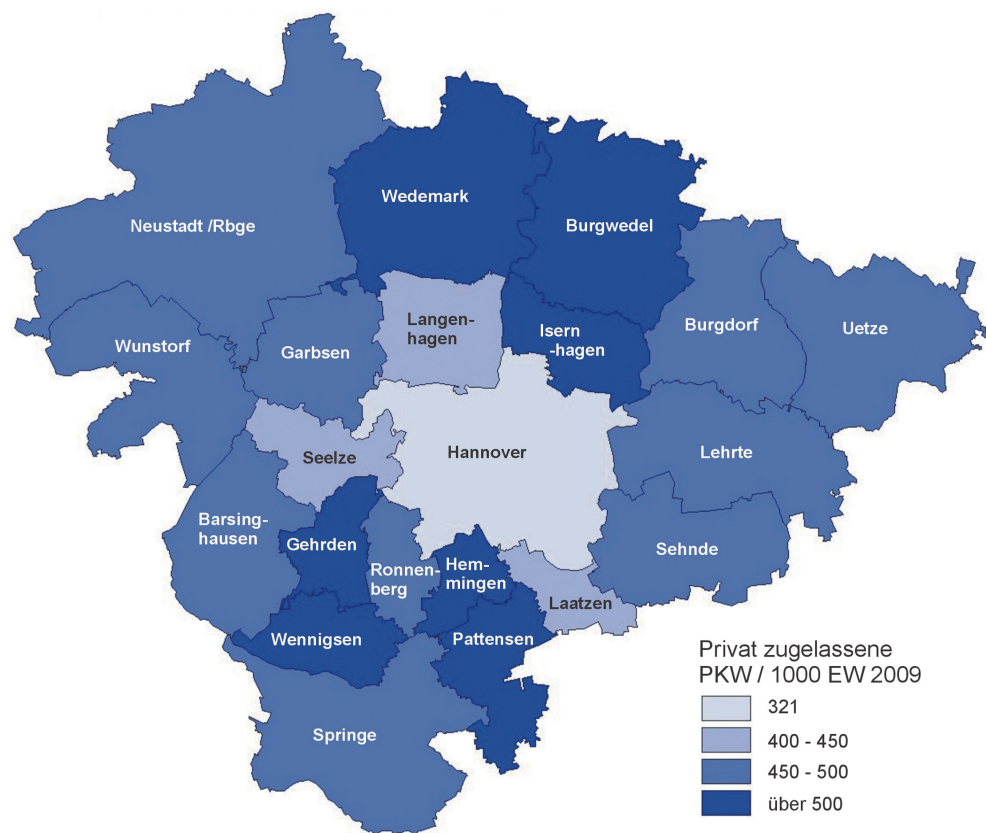 Wedemark
Neustadt /Rbge
Burgwedel
Langen-
hagen
Isern
-hagen
Burgdorf
Uetze
Wunstorf
Garbsen
Seelze
Hannover
Lehrte
Barsing-
hausen
Gehrden
Ronnen-
berg
Hem-
mingen
Sehnde
Laatzen
Wennigsen
Pattensen
Springe
Privat zugelassene
PKW / 1000 EW 2009
321
400 - 450
450 - 500
über 500